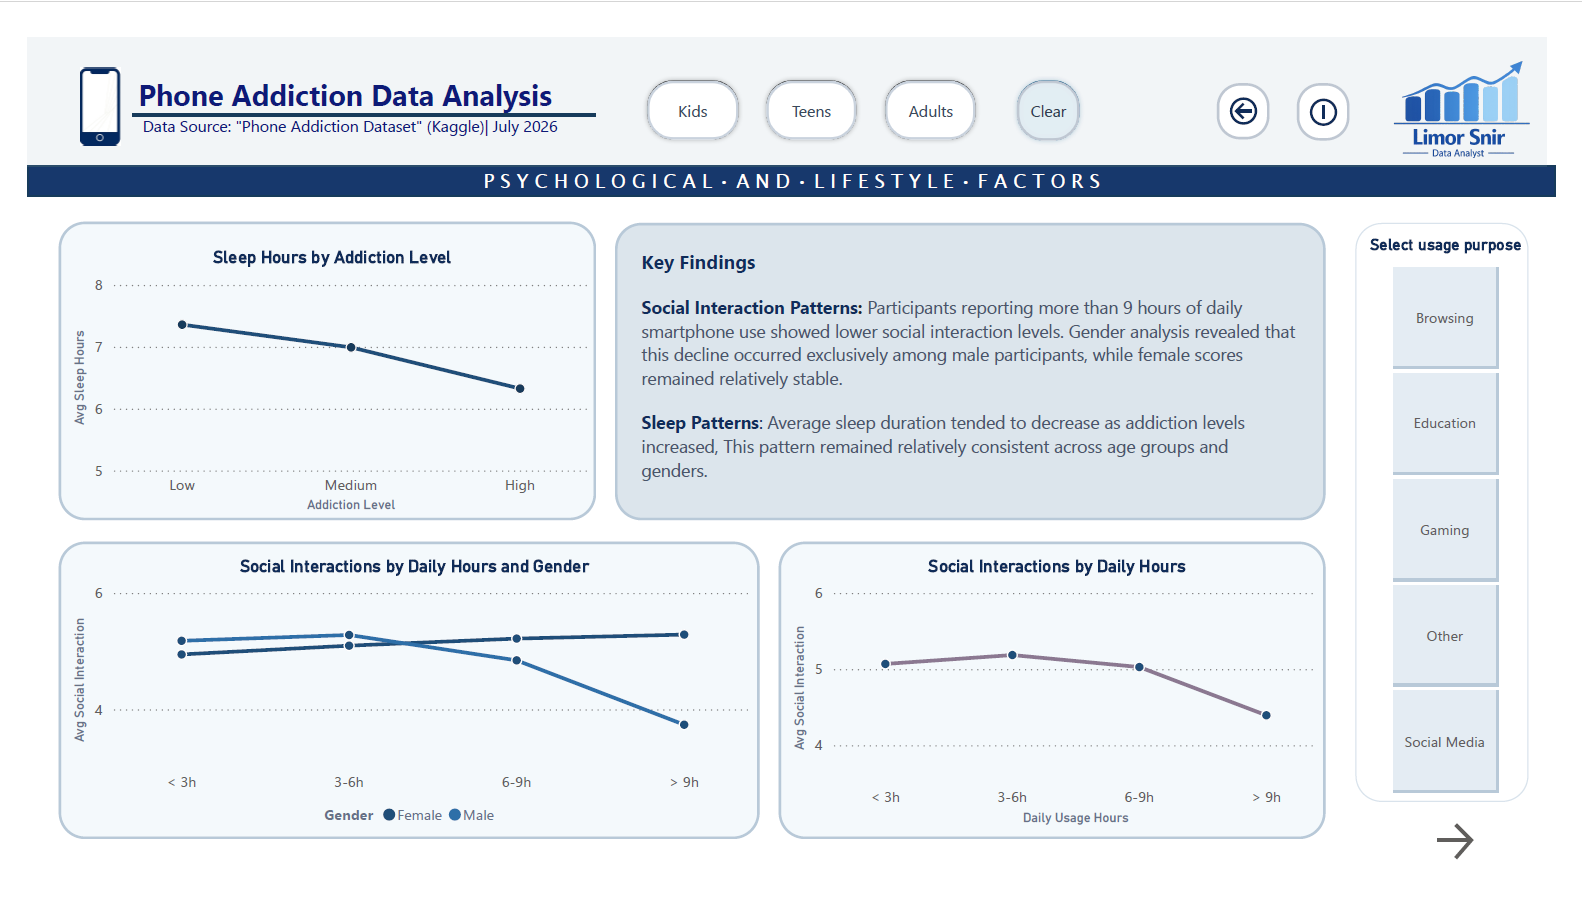 Phone Addiction Data Analysis
Data Source: "Phone Addiction Dataset" (Kaggle)| July 2026
Kids
Teens
Adults
Clear
Limor Snir
Data Analyst
PSYCHOLOGICAL·AND·LIFESTYLE·FACTORS
Sleep Hours by Addiction Level
Avg Sleep Hours
8
7
6
5
Low Medium High
Addiction Level
Key Findings
Social Interaction Patterns: Participants reporting more than 9 hours of daily
smartphone use showed lower social interaction levels. Gender analysis revealed that
this decline occurred exclusively among male participants, while female scores
remained relatively stable.
Sleep Patterns: Average sleep duration tended to decrease as addiction levels
increased, This pattern remained relatively consistent across age groups and
genders.
Select usage purpose
Browsing
Education
Gaming
Other
Social Media
Social Interactions by Daily Hours and Gender
Avg Social Interaction
6
4
< 3h 3-6h 6-9h > 9h
Gender Female Male
Social Interactions by Daily Hours
Avg Social Interaction
6
5
4
< 3h 3-6h 6-9h > 9h
Daily Usage Hours